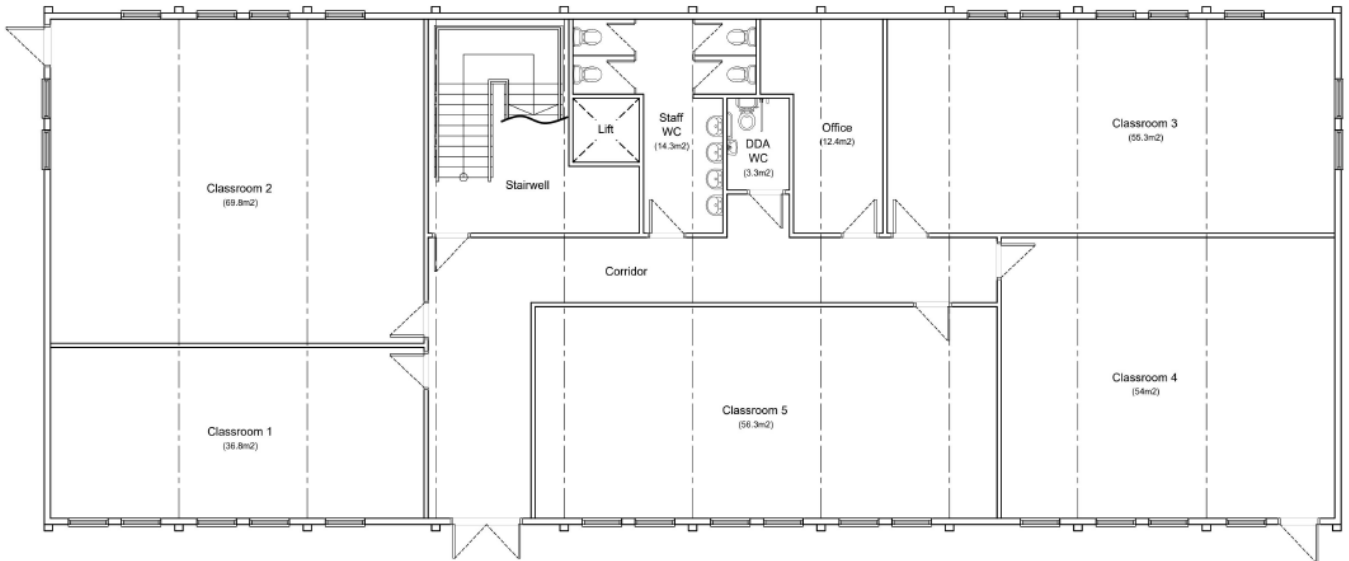 Lift
Staff
WC
(14.3m2)
DDA
WC
(3.3m2)
Office
(12.4m2)
Classroom 3
(55.3m2)
Classroom 2
(69.8m2)
Stairwell
Corridor
Classroom 4
(54m2)
Classroom 5
(56.3m2)
Classroom 1
(36.8m2)